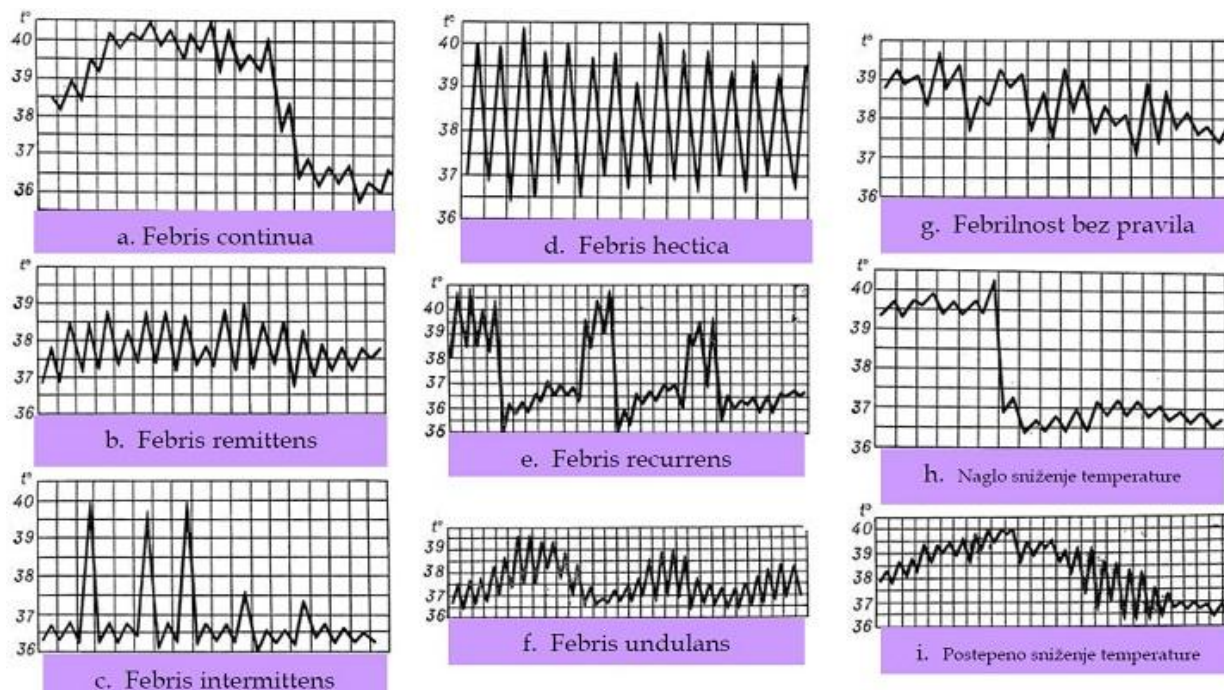 t°
40
39
38
37
36
a. Febris continua
t°
39
38
37
36
b. Febris remittens
t°
40
39
38
37
36
c. Febris intermittens
t°
40
39
38
37
36
d. Febris hectica
t°
40
39
38
37
36
35
e. Febris recurrens
t°
39
38
37
36
f. Febris undulans
t°
40
39
38
37
36
g. Febrilnost bez pravila
t°
40
39
38
37
36
h. Naglo sniženje temperature
t°
40
39
38
37
36
i. Postepeno sniženje temperature